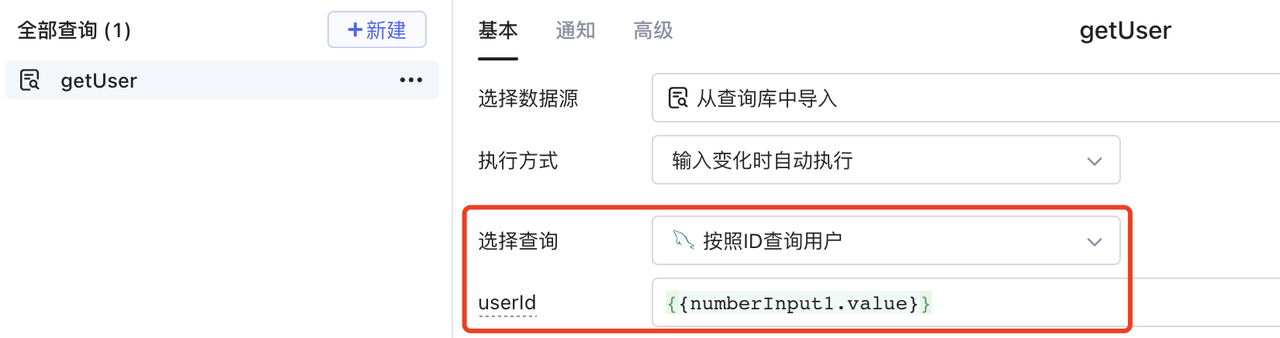 全部查询 (1)
+新建
getUser
•••
基本 通知 高级
getUser
选择数据源
从查询库中导入
执行方式
输入变化时自动执行
选择查询
按照ID查询用户
userId
{{numberInput1.value}}